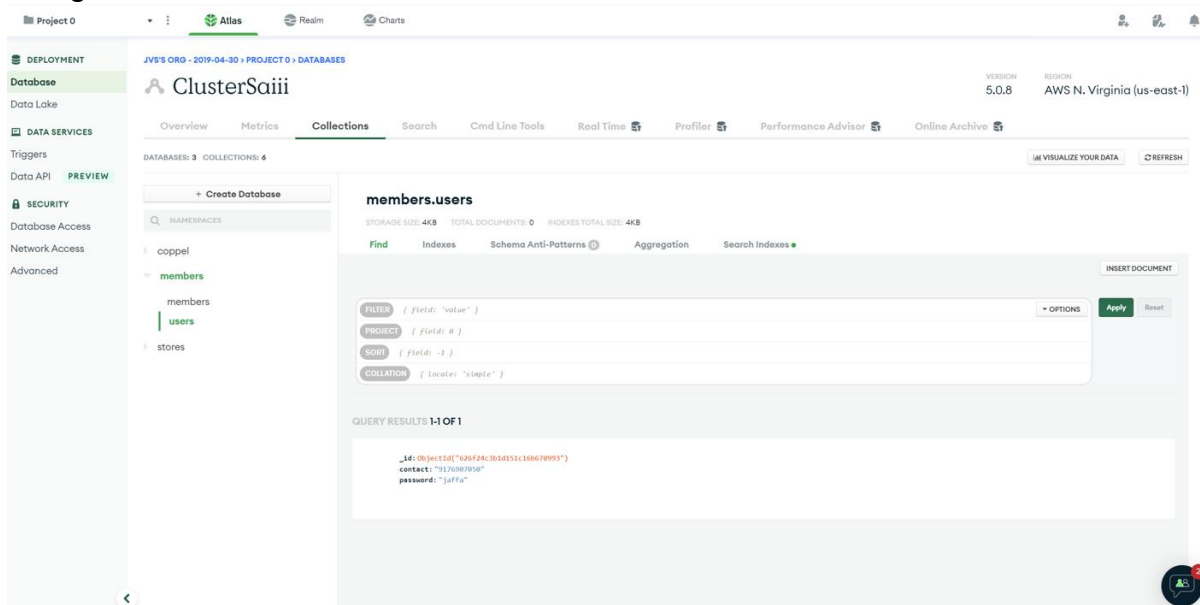 Project 0
Atlas
Realm
Charts
DEPLOYMENT
Database
Data Lake
DATA SERVICES
Triggers
Data API PREVIEW
SECURITY
Database Access
Network Access
Advanced
JVS'S ORG - 2019-04-30 > PROJECT 0 > DATABASES
ClusterSaiii
VERSION
5.0.8
REGION
AWS N. Virginia (us-east-1)
Overview Metrics Collections Search Cmd Line Tools Real Time Profiler Performance Advisor Online Archive
DATABASES: 3 COLLECTIONS: 6
VISUALIZE YOUR DATA
REFRESH
+ Create Database
NAMESPACES
coppel
members
members
users
stores
members.users
STORAGE SIZE: 4KB TOTAL DOCUMENTS: 0 INDEXES TOTAL SIZE: 4KB
Find Indexes Schema Anti-Patterns 0 Aggregation Search Indexes
INSERT DOCUMENT
FILTER { field: 'value' }
OPTIONS
Apply
Reset
PROJECT { field: 0 }
SORT { field: -1 }
COLLATION { locale: 'simple' }
QUERY RESULTS 1-1 OF 1
_id: ObjectId("626f24c3b1d151c166670993")
contact: "9176907050"
password: "jaffa"
2